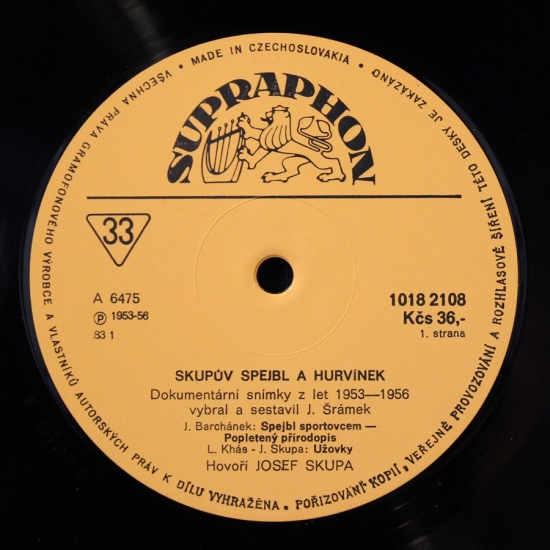 MADE IN CZECHOSLOVAKIA
SUPRAPHON
33
A 6475
℗ 1953-56
83 1
1018 2108
Kčs 36,-
1. strana
SKUPŮV SPEJBL A HURVÍNEK
Dokumentární snímky z let 1953—1956
vybral a sestavil J. Šrámek
J. Barchánek: Spejbl sportovcem —
Popletený přírodopis
L. Khás - J. Skupa: Užovky
Hovoří JOSEF SKUPA
VŠECHNA PRÁVA GRAMOFONOVÉHO VÝROBCE A VLASTNÍKŮ AUTORSKÝCH PRÁV K DÍLU VYHRAŽENA. POŘIZOVÁNÍ KOPIÍ, VEŘEJNÉ PROVOZOVÁNÍ A ROZHLASOVÉ ŠÍŘENÍ TÉTO DESKY JE ZAKÁZÁNO